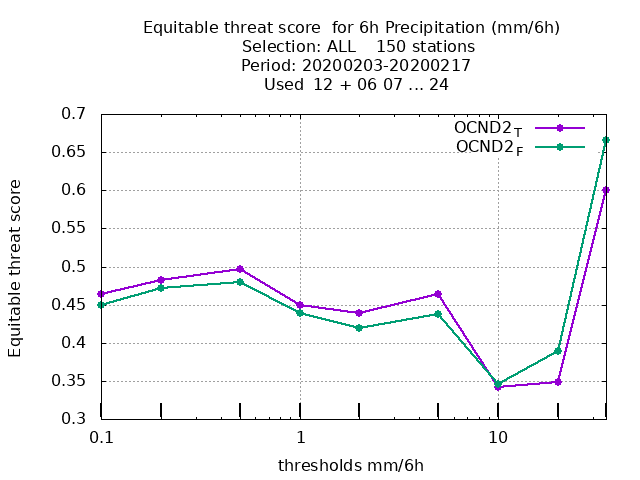 Equitable threat score  for 6h Precipitation (mm/6h)
Selection: ALL    150 stations
Period: 20200203-20200217
Used  12 + 06 07 ... 24
OCND2T
OCND2F
0.7
0.65
0.6
0.55
0.5
0.45
0.4
0.35
0.3
Equitable threat score
0.1 1 10
thresholds mm/6h